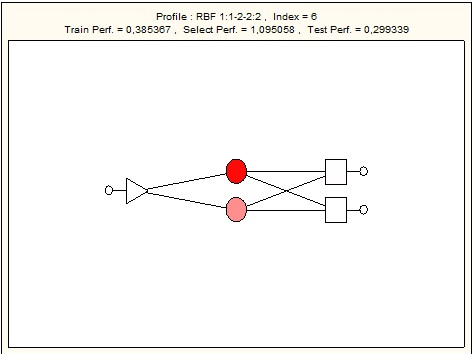 Profile : RBF 1:1-2-2:2 , Index = 6
Train Perf. = 0,385367 , Select Perf. = 1,095058 , Test Perf. = 0,299339